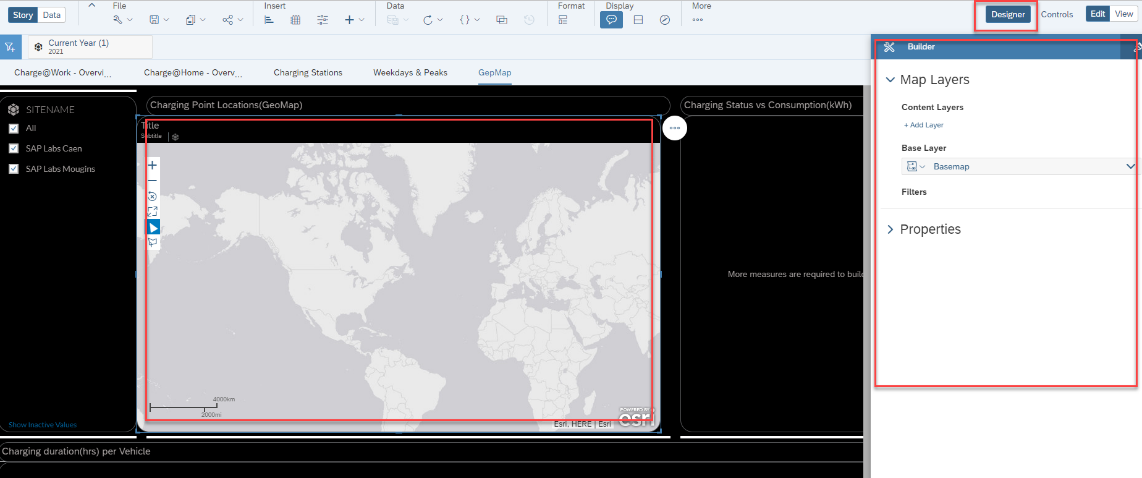 Story Data
File
Insert
Data
Format
Display
More
Designer Controls
Edit View
Current Year (1)
2021
Charge@Work - Overvi...
Charge@Home - Overv...
Charging Stations
Weekdays & Peaks
GepMap
Builder
Map Layers
Content Layers
+ Add Layer
Base Layer
Basemap
Filters
Properties
SITENAME
All
SAP Labs Caen
SAP Labs Mougins
Show Inactive Values
Charging Point Locations(GeoMap)
Title
Subtitle
4000km
2000mi
POWERED BY
esri
Esri, HERE | Esri
Charging Status vs Consumption(kWh)
More measures are required to buil
Charging duration(hrs) per Vehicle